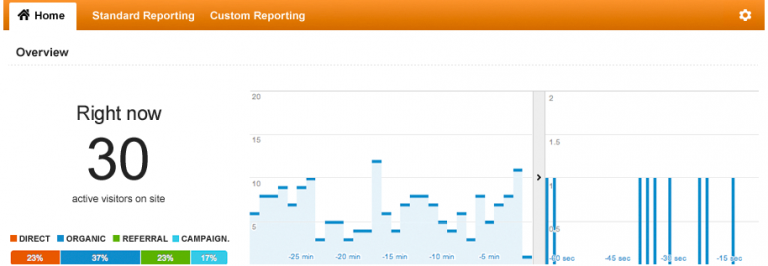 Home Standard Reporting Custom Reporting
Overview
Right now
30
active visitors on site
DIRECT ORGANIC REFERRAL CAMPAIGN.
23% 37% 23% 17%
20
15
10
5
-25 min -20 min -15 min -10 min -5 min
2
1.5
1
0.5
-60 sec -45 sec -30 sec -15 sec